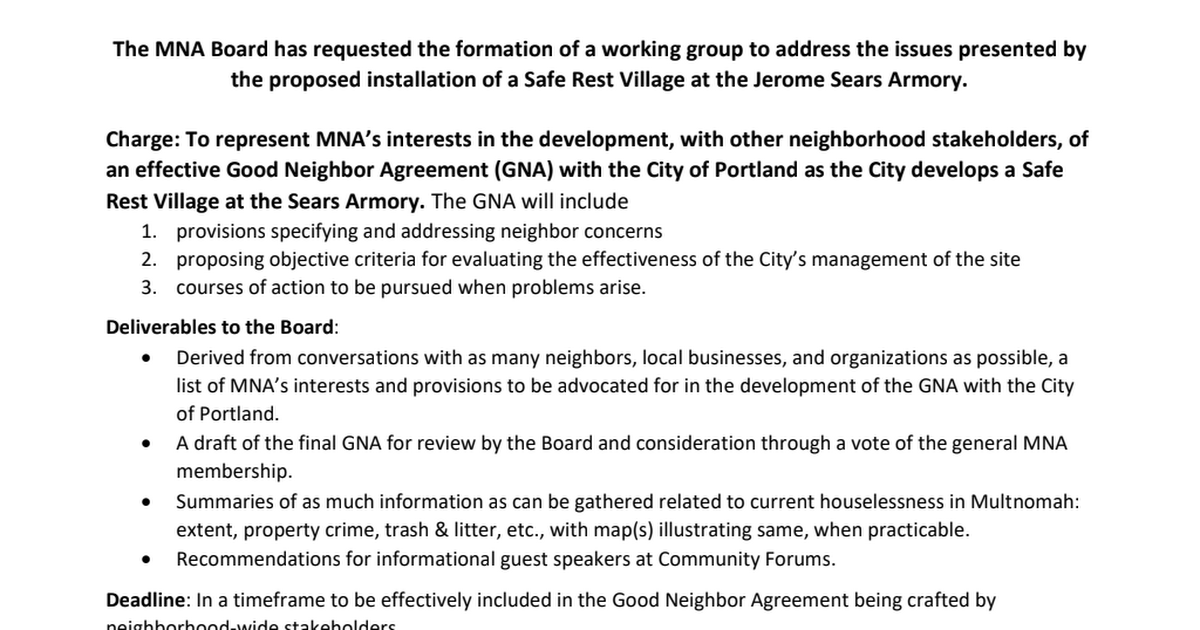 The MNA Board has requested the formation of a working group to address the issues presented by
the proposed installation of a Safe Rest Village at the Jerome Sears Armory.
Charge: To represent MNA’s interests in the development, with other neighborhood stakeholders, of
an effective Good Neighbor Agreement (GNA) with the City of Portland as the City develops a Safe
Rest Village at the Sears Armory. The GNA will include
1. provisions specifying and addressing neighbor concerns
2. proposing objective criteria for evaluating the effectiveness of the City’s management of the site
3. courses of action to be pursued when problems arise.
Deliverables to the Board:
• Derived from conversations with as many neighbors, local businesses, and organizations as possible, a
list of MNA’s interests and provisions to be advocated for in the development of the GNA with the City
of Portland.
• A draft of the final GNA for review by the Board and consideration through a vote of the general MNA
membership.
• Summaries of as much information as can be gathered related to current houselessness in Multnomah:
extent, property crime, trash & litter, etc., with map(s) illustrating same, when practicable.
• Recommendations for informational guest speakers at Community Forums.
Deadline: In a timeframe to be effectively included in the Good Neighbor Agreement being crafted by
neighborhood-wide stakeholders.